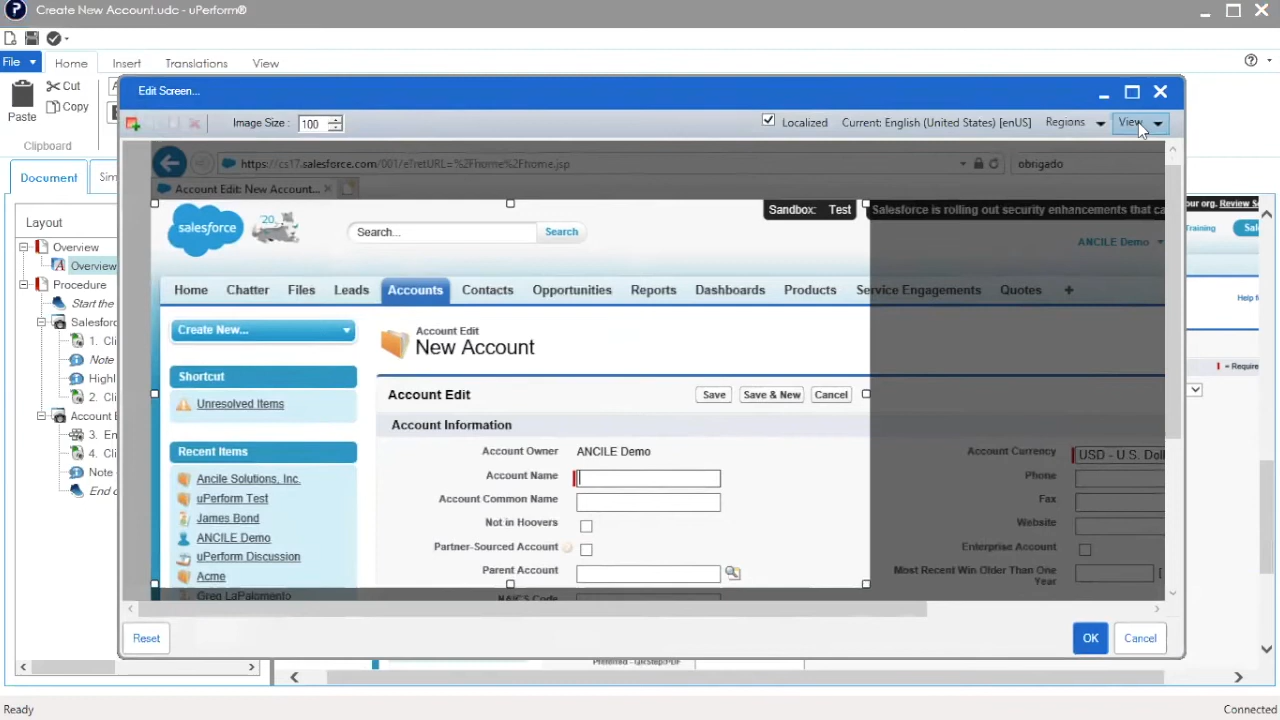 Create New Account.udc - uPerform®
File
Home
Insert
Translations
View
Paste
Cut
Copy
Clipboard
Document
Layout
Overview
Overview
Procedure
Start the
Salesforc
1. Cli
Note
Highl
2. Cli
Account E
3. En
4. Cli
Note
End o
Edit Screen...
Image Size :
100
Localized
Current: English (United States) [enUS]
Regions
View
https://cs17.salesforce.com/001/e?retURL=%2Fhome%2Fhome.jsp
obrigado
Account Edit: New Account...
salesforce
Search...
Search
Sandbox: Test
Salesforce is rolling out security enhancements that ca
ANCILE Demo
Home
Chatter
Files
Leads
Accounts
Contacts
Opportunities
Reports
Dashboards
Products
Service Engagements
Quotes
+
Create New...
Shortcut
Unresolved Items
Recent Items
Ancile Solutions, Inc.
uPerform Test
James Bond
ANCILE Demo
uPerform Discussion
Acme
Greg LaPalamento
Account Edit
New Account
Account Edit
Save
Save & New
Cancel
Account Information
Account Owner
ANCILE Demo
Account Name
Account Common Name
Not in Hoovers
Partner-Sourced Account
Parent Account
NAICS Code
Account Currency
USD - U.S. Doll
Phone
Fax
Website
Enterprise Account
Most Recent Win Older Than One
Year
Reset
OK
Cancel
our org. Review S
Training
Help f
= Require
Preferred - QRStep.PDF
Ready
Connected